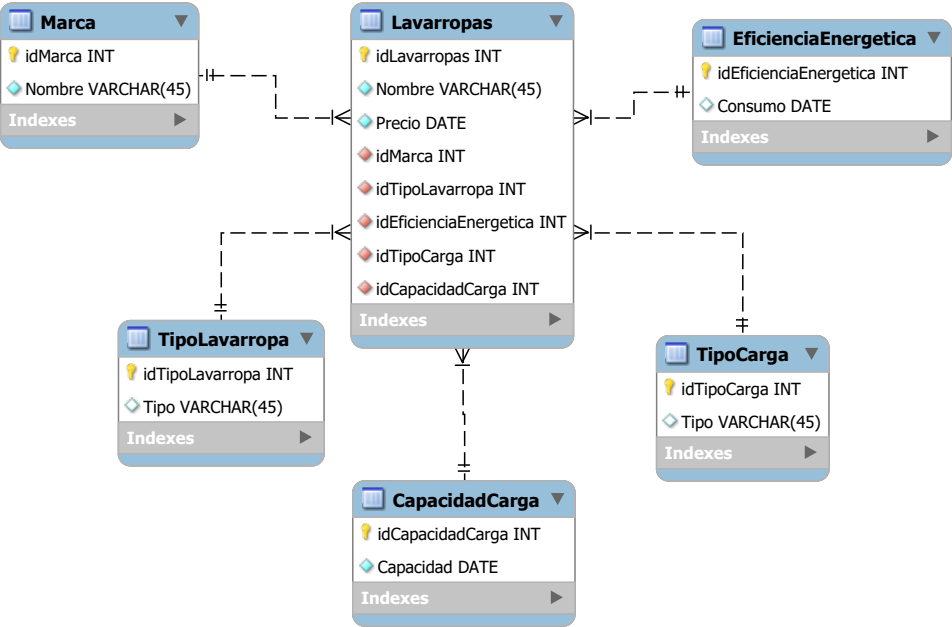 Marca
idMarca INT
Nombre VARCHAR(45)
Indexes
Lavarropas
idLavarropas INT
Nombre VARCHAR(45)
Precio DATE
idMarca INT
idTipoLavarropa INT
idEficienciaEnergetica INT
idTipoCarga INT
idCapacidadCarga INT
Indexes
EficienciaEnergetica
idEficienciaEnergetica INT
Consumo DATE
Indexes
TipoLavarropa
idTipoLavarropa INT
Tipo VARCHAR(45)
Indexes
TipoCarga
idTipoCarga INT
Tipo VARCHAR(45)
Indexes
CapacidadCarga
idCapacidadCarga INT
Capacidad DATE
Indexes